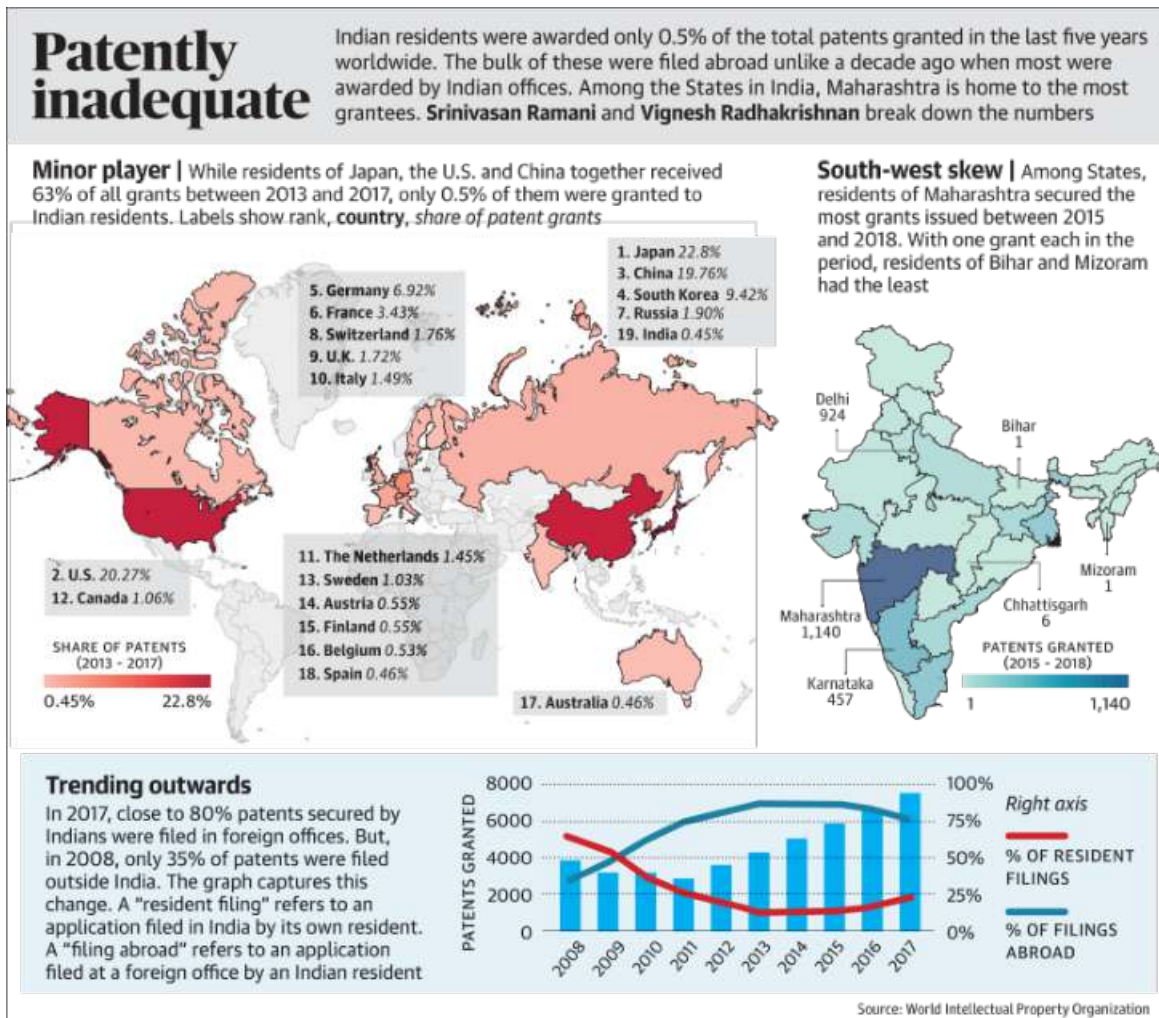 Patently
inadequate
Indian residents were awarded only 0.5% of the total patents granted in the last five years
worldwide. The bulk of these were filed abroad unlike a decade ago when most were
awarded by Indian offices. Among the States in India, Maharashtra is home to the most
grantees. Srinivasan Ramani and Vignesh Radhakrishnan break down the numbers
Minor player | While residents of Japan, the U.S. and China together received
63% of all grants between 2013 and 2017, only 0.5% of them were granted to
Indian residents. Labels show rank, country, share of patent grants
1. Japan 22.8%
3. China 19.76%
4. South Korea 9.42%
7. Russia 1.90%
19. India 0.45%
5. Germany 6.92%
6. France 3.43%
8. Switzerland 1.76%
9. U.K. 1.72%
10. Italy 1.49%
2. U.S. 20.27%
12. Canada 1.06%
11. The Netherlands 1.45%
13. Sweden 1.03%
14. Austria 0.55%
15. Finland 0.55%
16. Belgium 0.53%
18. Spain 0.46%
17. Australia 0.46%
SHARE OF PATENTS
(2013 - 2017)
0.45% 22.8%
South-west skew | Among States,
residents of Maharashtra secured the
most grants issued between 2015
and 2018. With one grant each in the
period, residents of Bihar and Mizoram
had the least
Delhi
924
Bihar
1
Mizoram
1
Chhattisgarh
6
Maharashtra
1,140
Karnataka
457
PATENTS GRANTED
(2015 - 2018)
1 1,140
Trending outwards
In 2017, close to 80% patents secured by
Indians were filed in foreign offices. But,
in 2008, only 35% of patents were filed
outside India. The graph captures this
change. A “resident filing” refers to an
application filed in India by its own resident.
A “filing abroad” refers to an application
filed at a foreign office by an Indian resident
PATENTS GRANTED
8000
6000
4000
2000
0
100%
75%
50%
25%
0%
2008 2009 2010 2011 2012 2013 2014 2015 2016 2017
Right axis
% OF RESIDENT
FILINGS
% OF FILINGS
ABROAD
Source: World Intellectual Property Organization